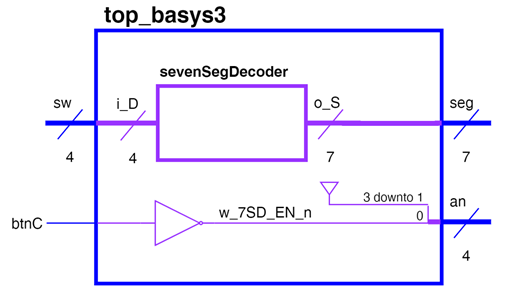 top_basys3
sevenSegDecoder
sw i_D o_S seg
4 4 7 7
3 downto 1
an
w_7SD_EN_n 0
btnC
4